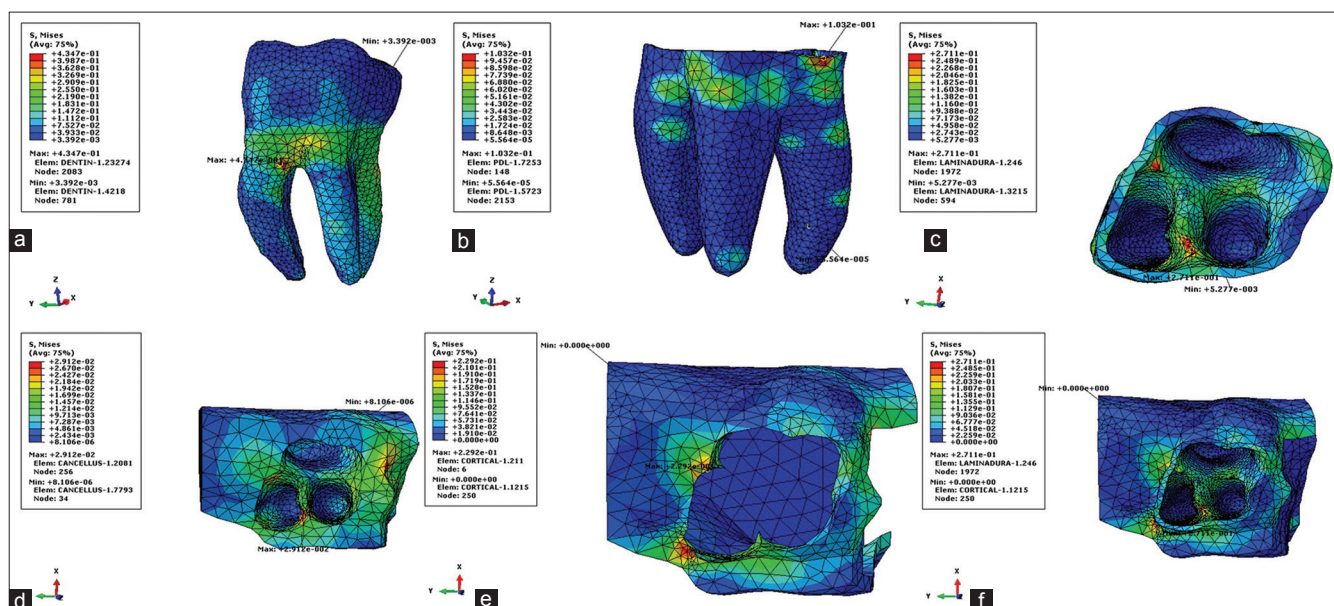 S, Mises
(Avg: 75%)
+4.347e-01
+3.987e-01
+3.628e-01
+3.269e-01
+2.909e-01
+2.550e-01
+2.190e-01
+1.831e-01
+1.472e-01
+1.112e-01
+7.527e-02
+3.933e-02
+3.392e-03
Max: +4.347e-01
Elem: DENTIN-1.23274
Node: 2083
Min: +3.392e-03
Elem: DENTIN-1.4218
Node: 781
Min: +3.392e-003
Max: +4.347e-001
Z
Y
X
a
S, Mises
(Avg: 75%)
+1.032e-01
+9.457e-02
+8.598e-02
+7.739e-02
+6.880e-02
+6.020e-02
+5.161e-02
+4.302e-02
+3.443e-02
+2.583e-02
+1.724e-02
+8.648e-03
+5.564e-05
Max: +1.032e-01
Elem: PDL-1.7253
Node: 148
Min: +5.564e-05
Elem: PDL-1.5723
Node: 2153
Max: +1.032e-001
.564e-005
Z
Y
X
b
S, Mises
(Avg: 75%)
+2.711e-01
+2.489e-01
+2.268e-01
+2.046e-01
+1.825e-01
+1.603e-01
+1.382e-01
+1.160e-01
+9.388e-02
+7.173e-02
+4.958e-02
+2.743e-02
+5.277e-03
Max: +2.711e-01
Elem: LAMINADURA-1.246
Node: 1972
Min: +5.277e-03
Elem: LAMINADURA-1.3215
Node: 594
Max: +2.711e-001
Min: +5.277e-003
X
Y
c
S, Mises
(Avg: 75%)
+2.912e-02
+2.670e-02
+2.427e-02
+2.184e-02
+1.942e-02
+1.699e-02
+1.457e-02
+1.214e-02
+9.713e-03
+7.287e-03
+4.861e-03
+2.434e-03
+8.106e-06
Max: +2.912e-02
Elem: CANCELLUS-1.2081
Node: 256
Min: +8.106e-06
Elem: CANCELLUS-1.7793
Node: 34
Min: +8.106e-006
Max: +2.912e-002
X
Y
d
S, Mises
(Avg: 75%)
+2.292e-01
+2.101e-01
+1.910e-01
+1.719e-01
+1.528e-01
+1.337e-01
+1.146e-01
+9.552e-02
+7.641e-02
+5.731e-02
+3.821e-02
+1.910e-02
+0.000e+00
Max: +2.292e-01
Elem: CORTICAL-1.211
Node: 6
Min: +0.000e+00
Elem: CORTICAL-1.1215
Node: 250
Min: +0.000e+000
Max: +2.292e-001
X
Y
e
S, Mises
(Avg: 75%)
+2.711e-01
+2.485e-01
+2.259e-01
+2.033e-01
+1.807e-01
+1.581e-01
+1.355e-01
+1.129e-01
+9.036e-02
+6.777e-02
+4.518e-02
+2.259e-02
+0.000e+00
Max: +2.711e-01
Elem: LAMINADURA-1.246
Node: 1972
Min: +0.000e+00
Elem: CORTICAL-1.1215
Node: 250
Min: +0.000e+000
Max: +2.711e-001
X
Y
f